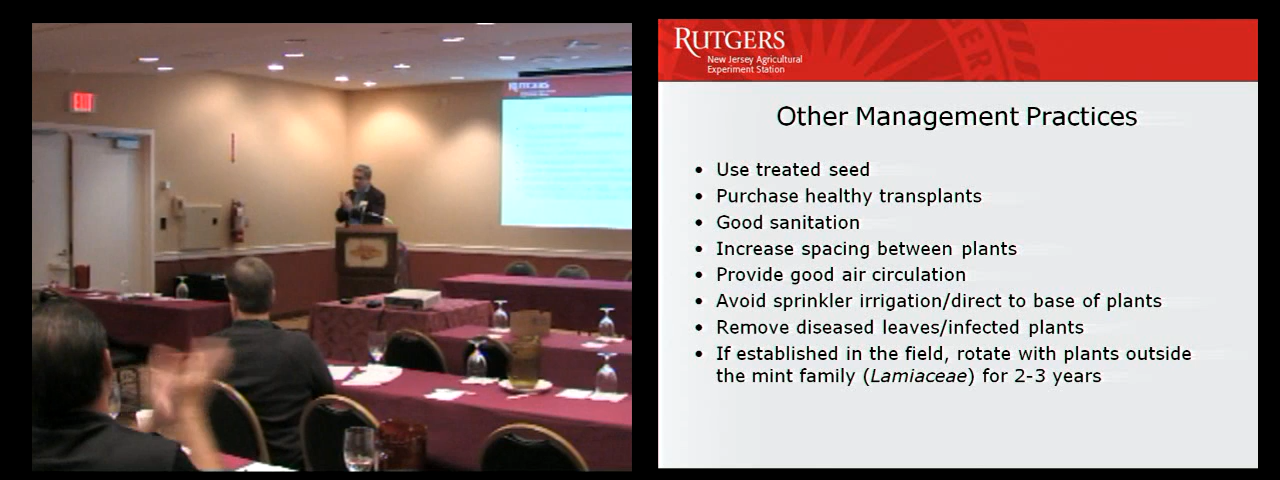 EXIT
RUTGERS
RUTGERS
New Jersey Agricultural
Experiment Station
Other Management Practices
• Use treated seed
• Purchase healthy transplants
• Good sanitation
• Increase spacing between plants
• Provide good air circulation
• Avoid sprinkler irrigation/direct to base of plants
• Remove diseased leaves/infected plants
• If established in the field, rotate with plants outside
the mint family (Lamiaceae) for 2-3 years